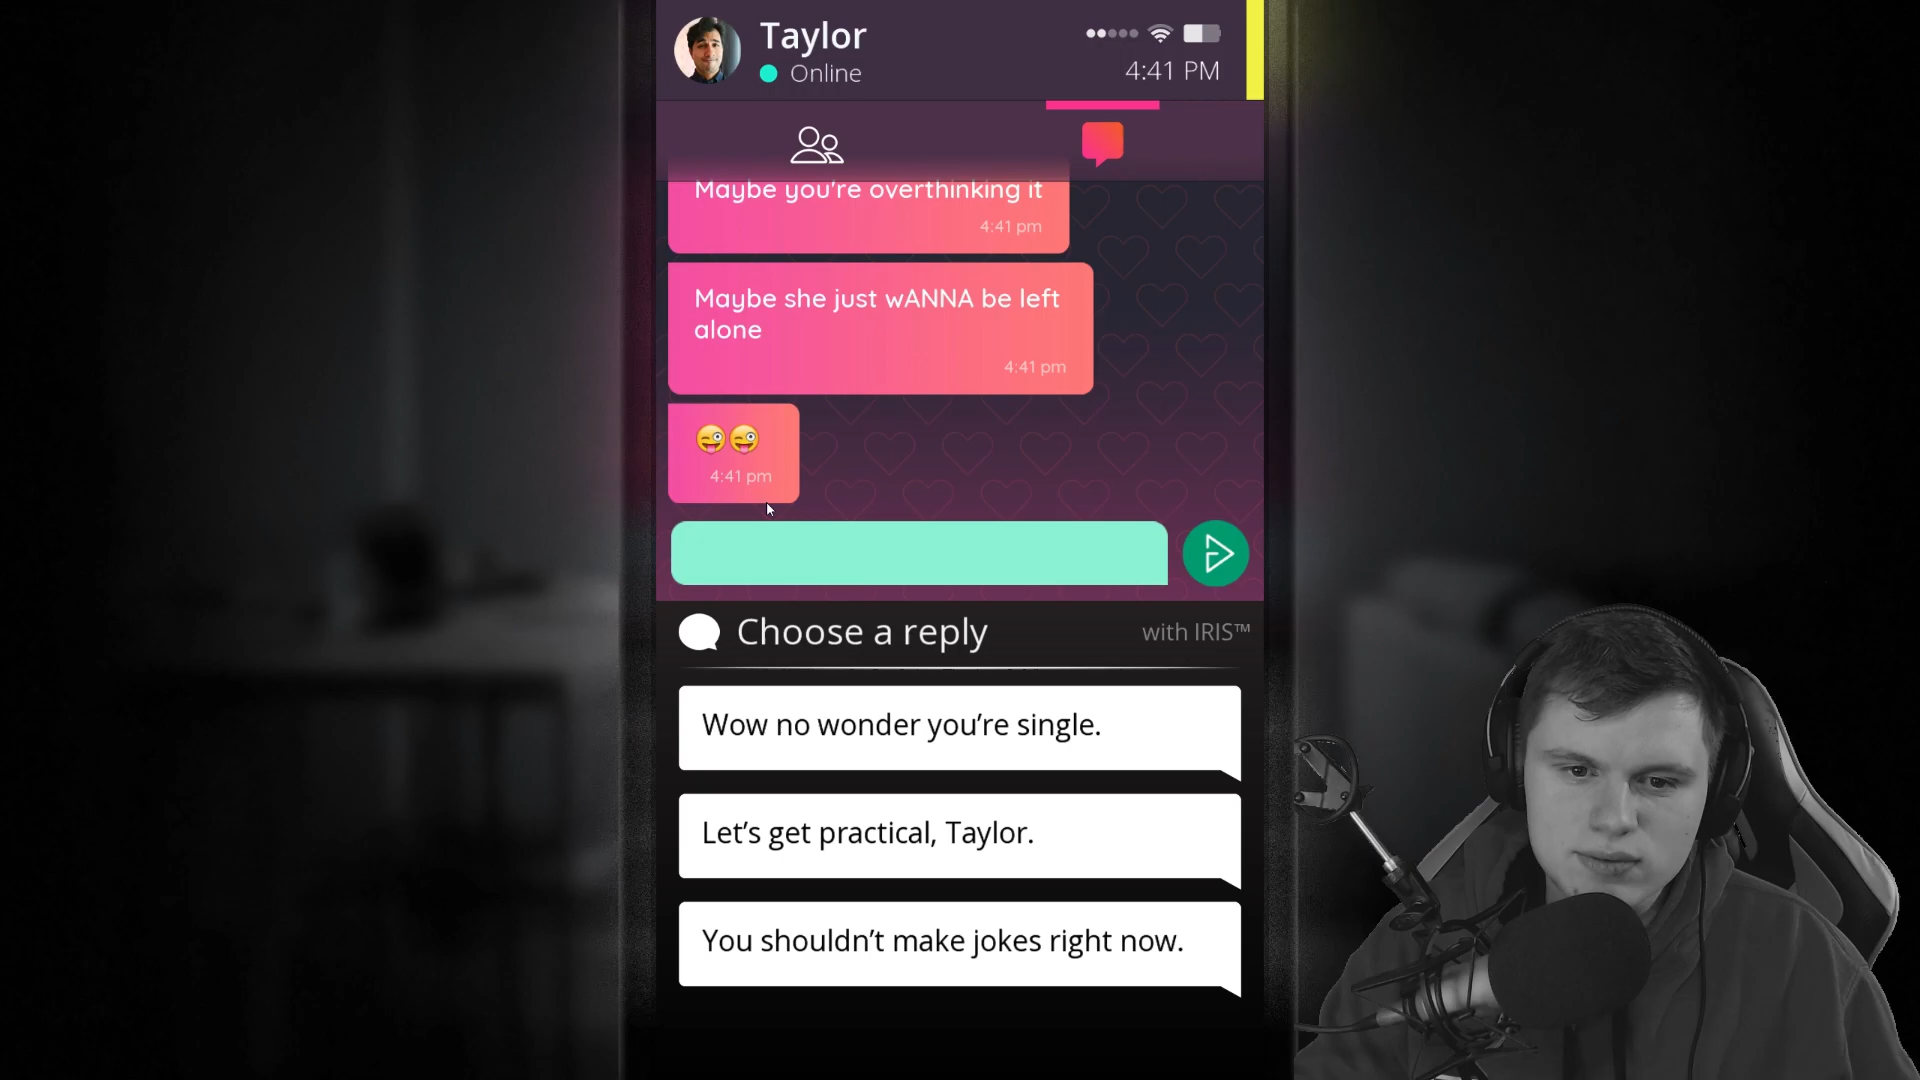 Taylor
Online
4:41 PM
Maybe you're overthinking it
4:41 pm
Maybe she just wANNA be left
alone
4:41 pm
4:41 pm
Choose a reply
with IRIS™
Wow no wonder you’re single.
Let’s get practical, Taylor.
You shouldn’t make jokes right now.